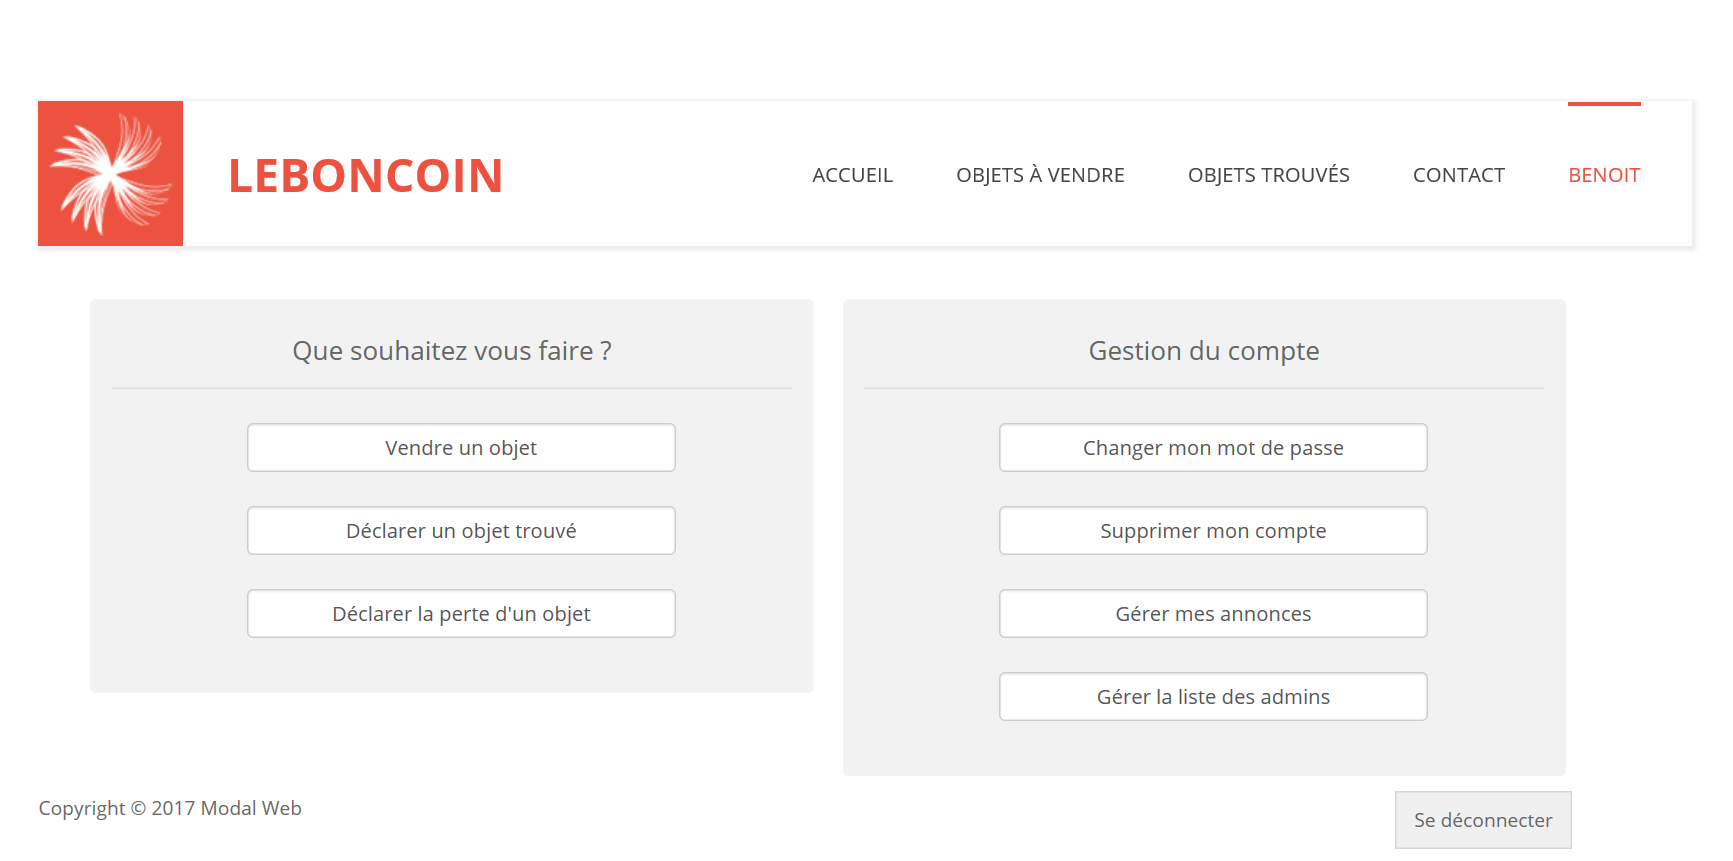 LEBONCOIN
ACCUEIL
OBJETS À VENDRE
OBJETS TROUVÉS
CONTACT
BENOIT
Que souhaitez vous faire ?
Vendre un objet
Déclarer un objet trouvé
Déclarer la perte d'un objet
Gestion du compte
Changer mon mot de passe
Supprimer mon compte
Gérer mes annonces
Gérer la liste des admins
Copyright © 2017 Modal Web
Se déconnecter